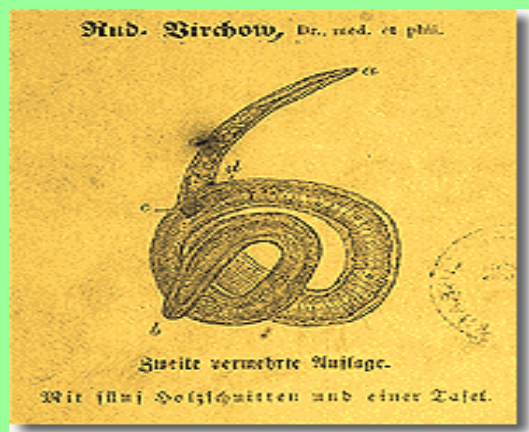 Rud. Virchow, Dr., med. et phil.
a
d
c
b
Zweite vermehrte Auflage.
Mit fünf Holzschnitten und einer Tafel.